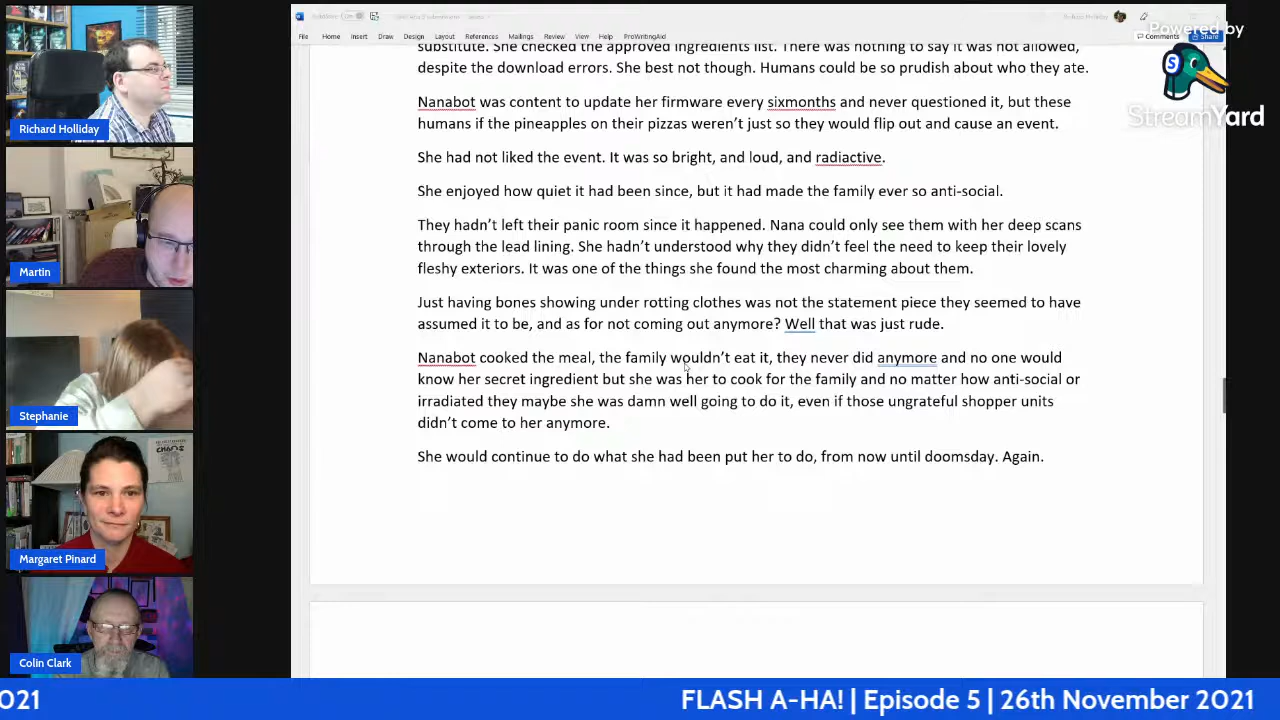 Richard Holliday
Martin
Stephanie
Margaret Pinard
Colin Clark
File Home Insert Draw Design Layout References Mailings Review View Help ProWritingAid
Comments Share
Powered by
StreamYard
substitute. She checked the approved ingredients list. There was nothing to say it was not allowed,
despite the download errors. She best not though. Humans could be so prudish about who they ate.
Nanabot was content to update her firmware every sixmonths and never questioned it, but these
humans if the pineapples on their pizzas weren't just so they would flip out and cause an event.
She had not liked the event. It was so bright, and loud, and radiactive.
She enjoyed how quiet it had been since, but it had made the family ever so anti-social.
They hadn't left their panic room since it happened. Nana could only see them with her deep scans
through the lead lining. She hadn't understood why they didn't feel the need to keep their lovely
fleshy exteriors. It was one of the things she found the most charming about them.
Just having bones showing under rotting clothes was not the statement piece they seemed to have
assumed it to be, and as for not coming out anymore? Well that was just rude.
Nanabot cooked the meal, the family wouldn't eat it, they never did anymore and no one would
know her secret ingredient but she was her to cook for the family and no matter how anti-social or
irradiated they maybe she was damn well going to do it, even if those ungrateful shopper units
didn't come to her anymore.
She would continue to do what she had been put her to do, from now until doomsday. Again.
021 FLASH A-HA! | Episode 5 | 26th November 2021